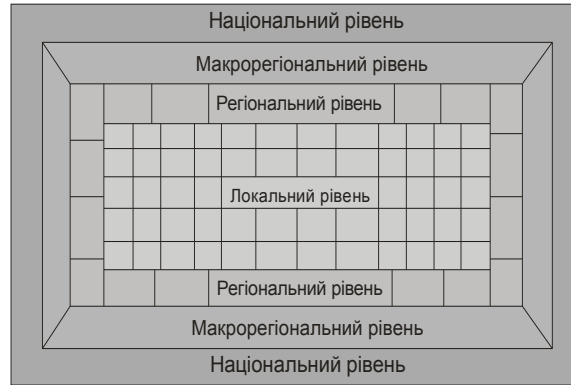 Національний рівень
Макрорегіональний рівень
Регіональний рівень
Локальний рівень
Регіональний рівень
Макрорегіональний рівень
Національний рівень